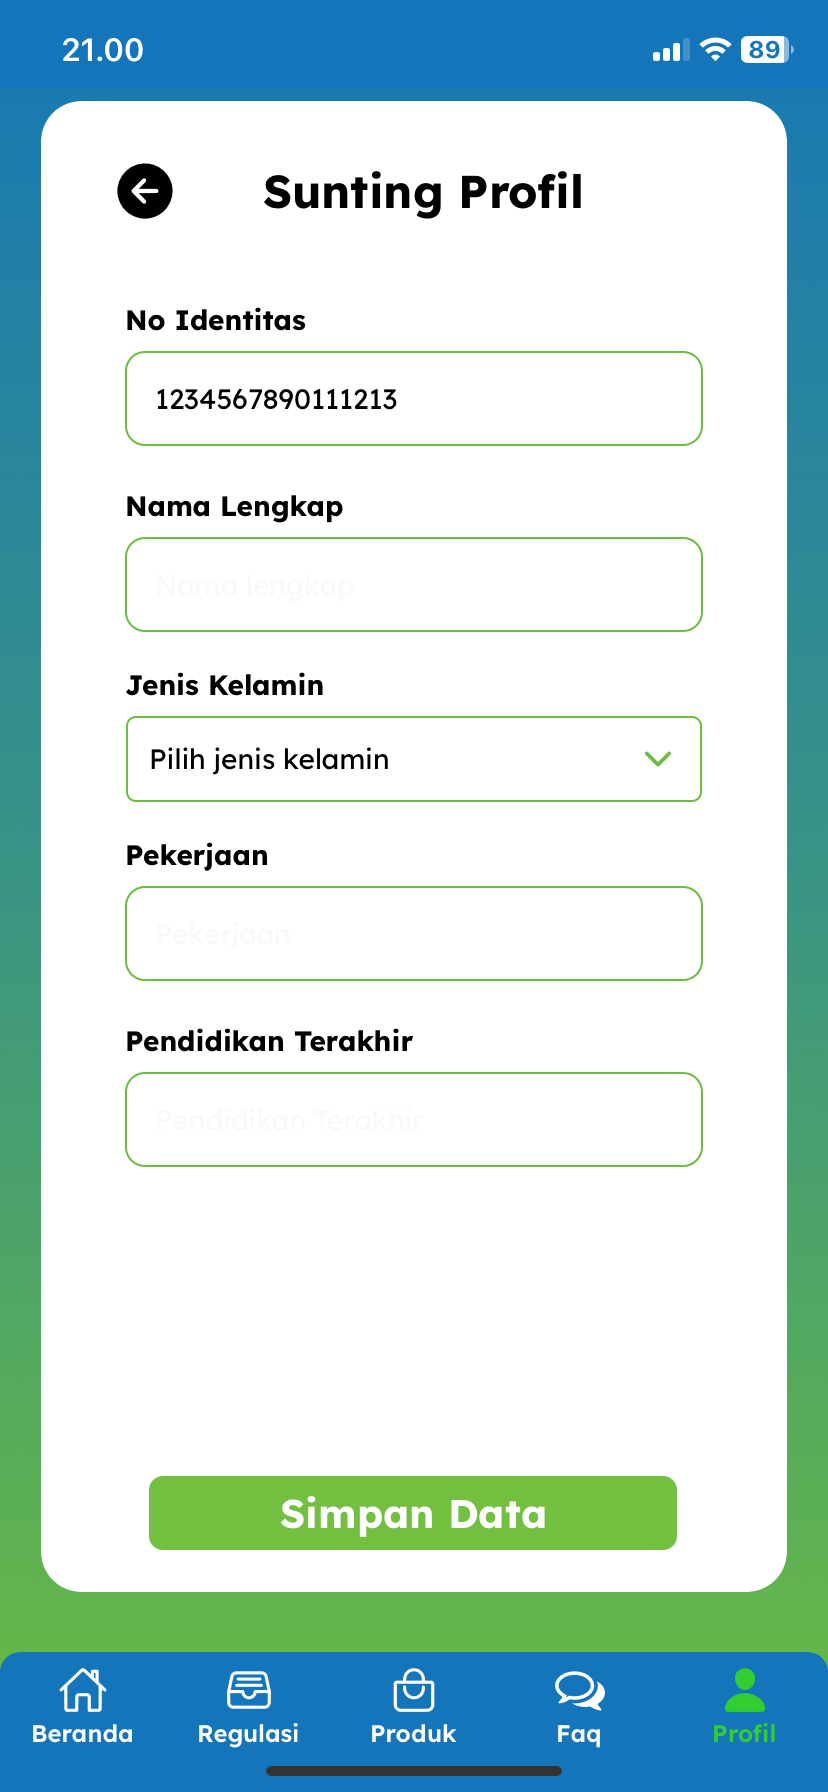 21.00
89
Sunting Profil
No Identitas
1234567890111213
Nama Lengkap
Nama lengkap
Jenis Kelamin
Pilih jenis kelamin
Pekerjaan
Pekerjaan
Pendidikan Terakhir
Pendidikan Terakhir
Simpan Data
Beranda
Regulasi
Produk
Faq
Profil